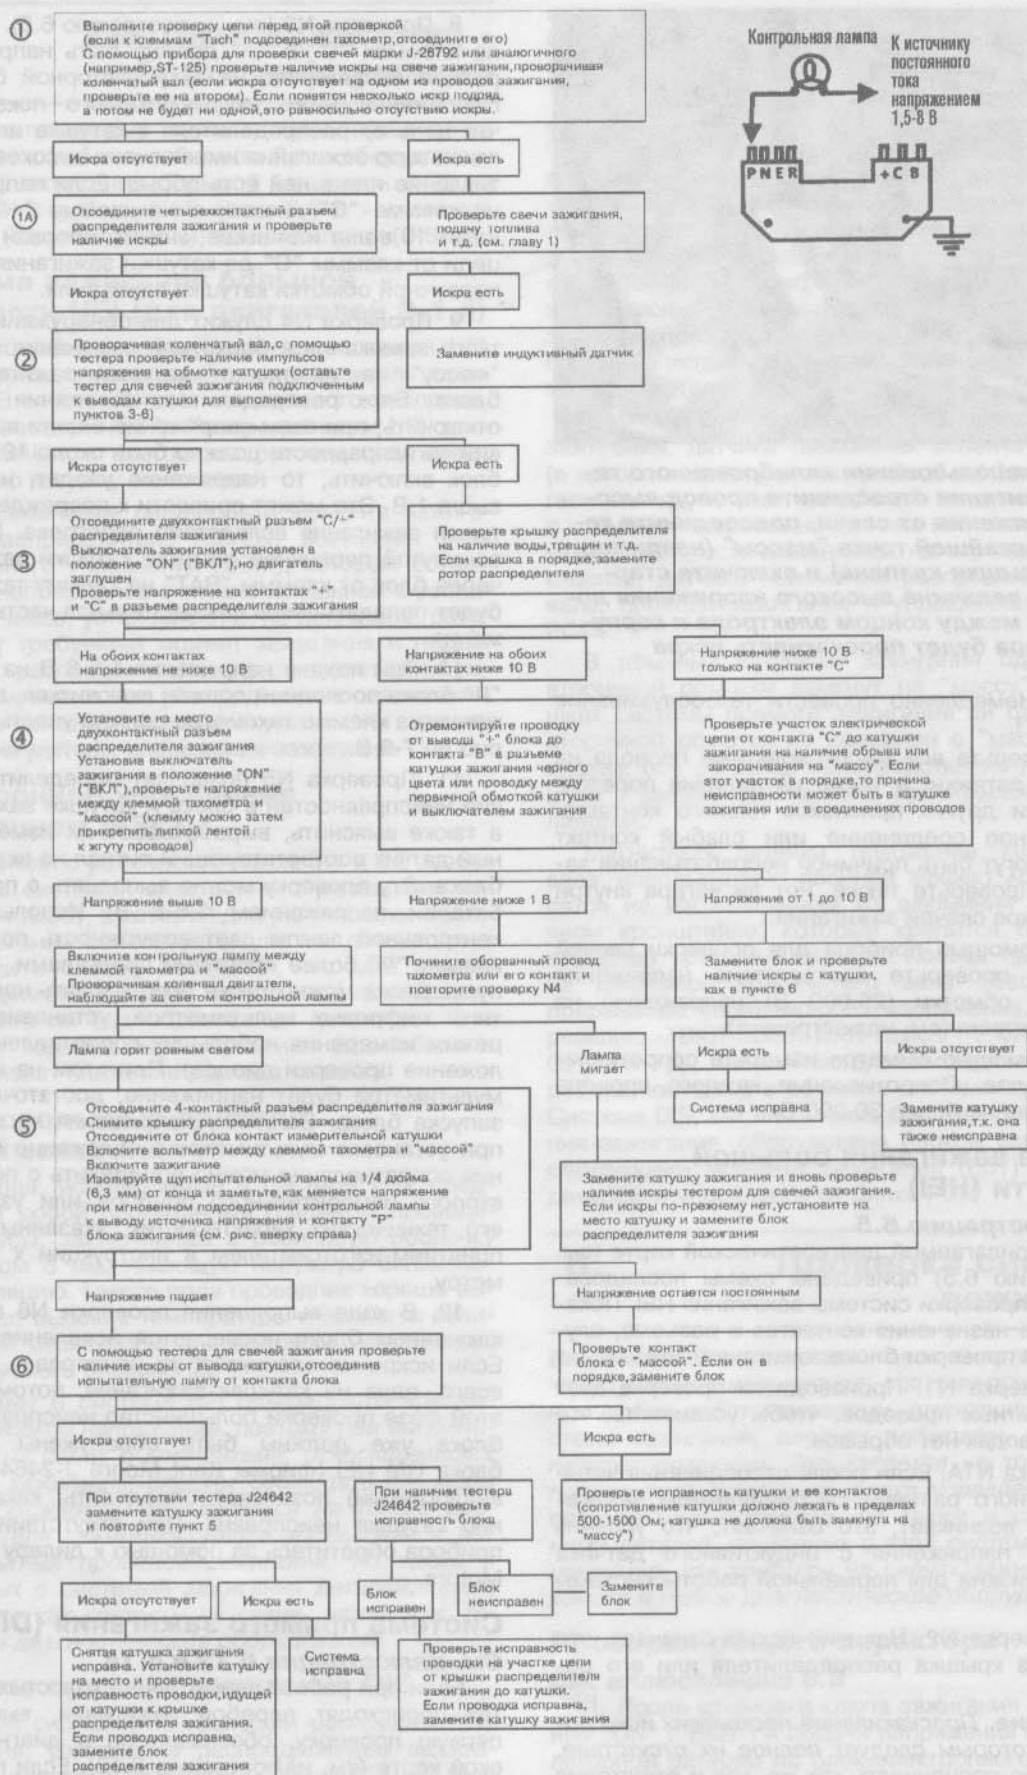 ①
Выполните проверку цепи перед этой проверкой
(если к клеммам "Tach" подсоединен тахометр,отсоедините его)
С помощью прибора для проверки свечей марки J-26792 или аналогичного
(например,ST-125) проверьте наличие искры на свече зажигания,проворачивая
коленчатый вал (если искра отсутствует на одном из проводов зажигания,
проверьте ее на втором). Если появятся несколько искр подряд,
а потом не будет ни одной,это равносильно отсутствию искры.
Контрольная лампа
К источнику
постоянного
тока
напряжением
1,5-8 В
P N E R
+ C B
Искра отсутствует
Искра есть
1A
Отсоедините четырехконтактный разъем
распределителя зажигания и проверьте
наличие искры
Проверьте свечи зажигания,
подачу топлива
и т.д. (см. главу 1)
Искра отсутствует
Искра есть
②
Проворачивая коленчатый вал,с помощью
тестера проверьте наличие импульсов
напряжения на обмотке катушки (оставьте
тестер для свечей зажигания подключенным
к выводам катушки для выполнения
пунктов 3-6)
Замените индуктивный датчик
Искра отсутствует
Искра есть
③
Отсоедините двухконтактный разъем "С/+"
распределителя зажигания
Выключатель зажигания установлен в
положение "ON" ("ВКЛ"),но двигатель
заглушен
Проверьте напряжение на контактах "+"
и "С" в разъеме распределителя зажигания
Проверьте крышку распределителя
на наличие воды,трещин и т.д.
Если крышка в порядке,замените
ротор распределителя
На обоих контактах
напряжение не ниже 10 В
Напряжение на обоих
контактах ниже 10 В
Напряжение ниже 10 В
только на контакте "С"
④
Установите на место
двухконтактный разъем
распределителя зажигания
Установив выключатель
зажигания в положение "ON"
("ВКЛ"),проверьте напряжение
между клеммой тахометра и
"массой" (клемму можно затем
прикрепить липкой лентой
к жгуту проводов)
Отремонтируйте проводку
от вывода "+" блока до
контакта "В" в разъеме
катушки зажигания черного
цвета или проводку между
первичной обмоткой катушки
и выключателем зажигания
Проверьте участок электрической
цепи от контакта "С" до катушки
зажигания на наличие обрыва или
закорачивания на "массу". Если
этот участок в порядке,то причина
неисправности может быть в катушке
зажигания или в соединениях проводов
Напряжение выше 10 В
Напряжение ниже 1 В
Напряжение от 1 до 10 В
Включите контрольную лампу между
клеммой тахометра и "массой"
Проворачивая коленвал двигателя,
наблюдайте за светом контрольной лампы
Почините оборванный провод
тахометра или его контакт и
повторите проверку N4
Замените блок и проверьте
наличие искры с катушки,
как в пункте 6
Лампа горит ровным светом
Лампа
мигает
Искра есть
Искра отсутствует
Система исправна
Замените катушку
зажигания,т.к. она
также неисправна
⑤
Отсоедините 4-контактный разъем распределителя зажигания
Снимите крышку распределителя зажигания
Отсоедините от блока контакт измерительной катушки
Включите вольтметр между клеммой тахометра и "массой"
Включите зажигание
Изолируйте щуп испытательной лампы на 1/4 дюйма
(6,3 мм) от конца и заметьте,как меняется напряжение
при мгновенном подсоединении контрольной лампы
к выводу источника напряжения и контакту "Р"
блока зажигания (см. рис. вверху справа)
Замените катушку зажигания и вновь проверьте
наличие искры тестером для свечей зажигания.
Если искры по-прежнему нет,установите на
место катушку и замените блок
распределителя зажигания
Напряжение падает
Напряжение остается постоянным
⑥
С помощью тестера для свечей зажигания проверьте
наличие искры от вывода катушки,отсоединив
испытательную лампу от контакта блока
Проверьте контакт
блока с "массой". Если он в
порядке,замените блок
Искра отсутствует
Искра есть
При отсутствии тестера J24642
замените катушку зажигания
и повторите пункт 5
При наличии тестера
J24642 проверьте
исправность блока
Проверьте исправность катушки и ее контактов
(сопротивление катушки должно лежать в пределах
500-1500 Ом; катушка не должна быть замкнута на
"массу")
Искра отсутствует
Искра есть
Блок
исправен
Блок
неисправен
Замените
блок
Снятая катушка зажигания
исправна. Установите катушку
на место и проверьте
исправность проводки,идущей
от катушки к крышке
распределителя зажигания.
Если проводка исправна,
замените блок
распределителя зажигания
Система
исправна
Проверьте исправность
проводки на участке цепи
от крышки распределителя
зажигания до катушки.
Если проводка исправна,
замените катушку зажигания